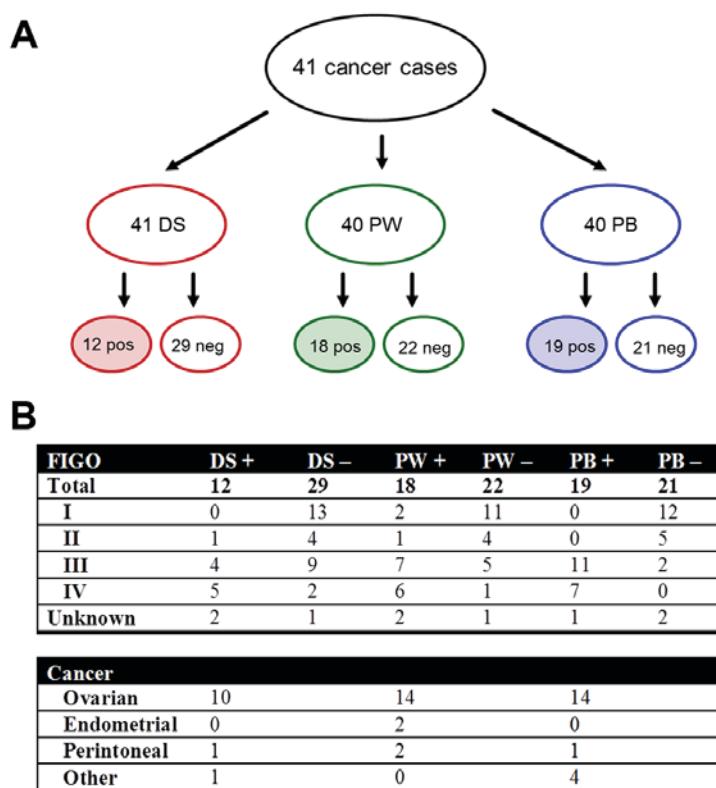 A
41 cancer cases
41 DS 40 PW 40 PB
12 pos 29 neg 18 pos 22 neg 19 pos 21 neg
B
FIGO DS + DS – PW + PW – PB + PB –
Total 12 29 18 22 19 21
I 0 13 2 11 0 12
II 1 4 1 4 0 5
III 4 9 7 5 11 2
IV 5 2 6 1 7 0
Unknown 2 1 2 1 1 2
Cancer
Ovarian 10 14 14
Endometrial 0 2 0
Perintoneal 1 2 1
Other 1 0 4